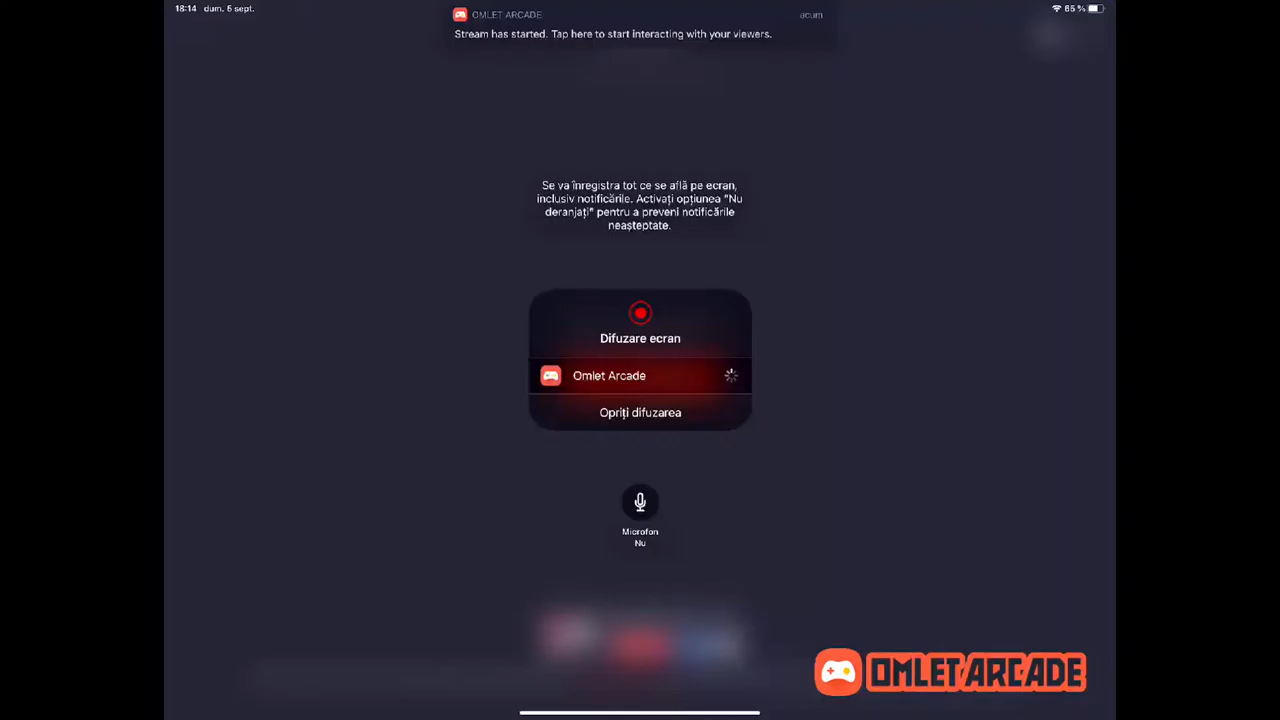 18:14 dum. 5 sept.
65 %
OMLET ARCADE
acum
Stream has started. Tap here to start interacting with your viewers.
Se va înregistra tot ce se află pe ecran,
inclusiv notificările. Activați opțiunea "Nu
deranjați" pentru a preveni notificările
neașteptate.
Difuzare ecran
Omlet Arcade
Opriți difuzarea
Microfon
Nu
OMLET ARCADE